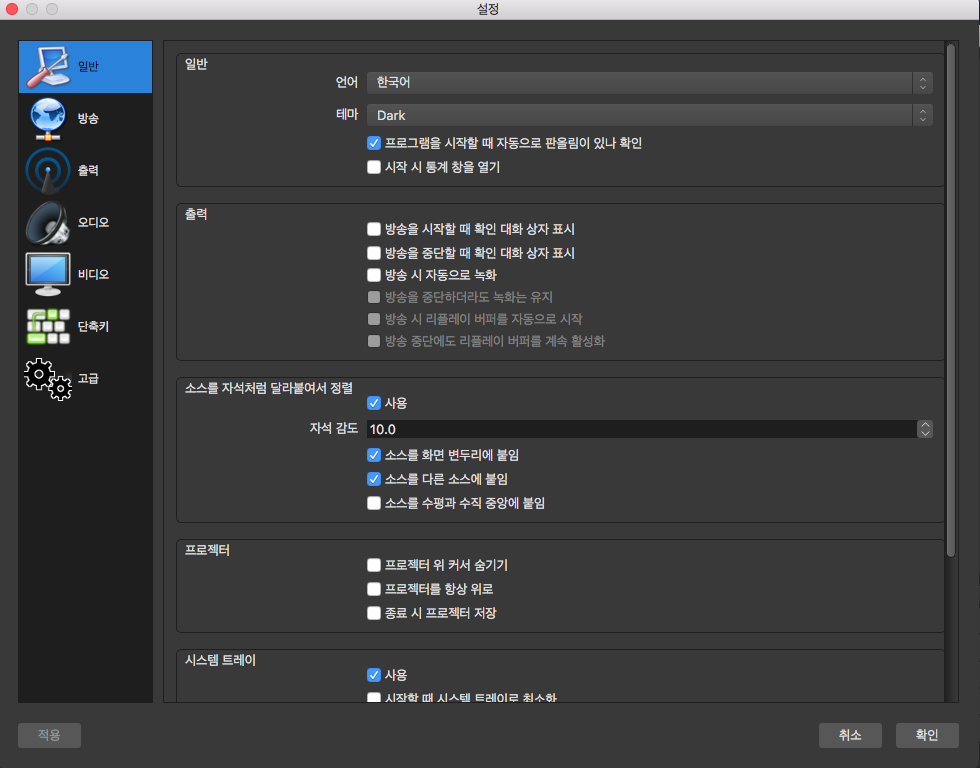 설정
일반
방송
출력
오디오
비디오
단축키
고급
일반
언어 한국어
테마 Dark
프로그램을 시작할 때 자동으로 판올림이 있나 확인
시작 시 통계 창을 열기
출력
방송을 시작할 때 확인 대화 상자 표시
방송을 중단할 때 확인 대화 상자 표시
방송 시 자동으로 녹화
방송을 중단하더라도 녹화는 유지
방송 시 리플레이 버퍼를 자동으로 시작
방송 중단에도 리플레이 버퍼를 계속 활성화
소스를 자석처럼 달라붙여서 정렬
사용
자석 감도 10.0
소스를 화면 변두리에 붙임
소스를 다른 소스에 붙임
소스를 수평과 수직 중앙에 붙임
프로젝터
프로젝터 위 커서 숨기기
프로젝터를 항상 위로
종료 시 프로젝터 저장
시스템 트레이
사용
시작할 때 시스템 트레이로 최소화
적용
취소
확인